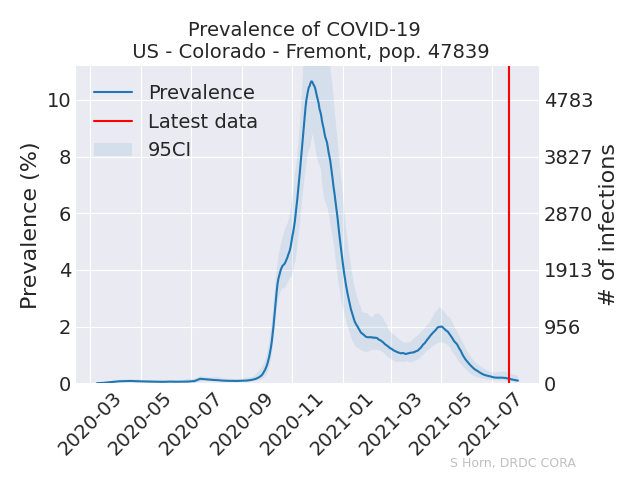 Prevalence of COVID-19
US - Colorado - Fremont, pop. 47839
Prevalence
Latest data
95CI
Prevalence (%)
10
8
6
4
2
0
4783
3827
2870
1913
956
0
# of infections
2020-03
2020-05
2020-07
2020-09
2020-11
2021-01
2021-03
2021-05
2021-07
S Horn, DRDC CORA